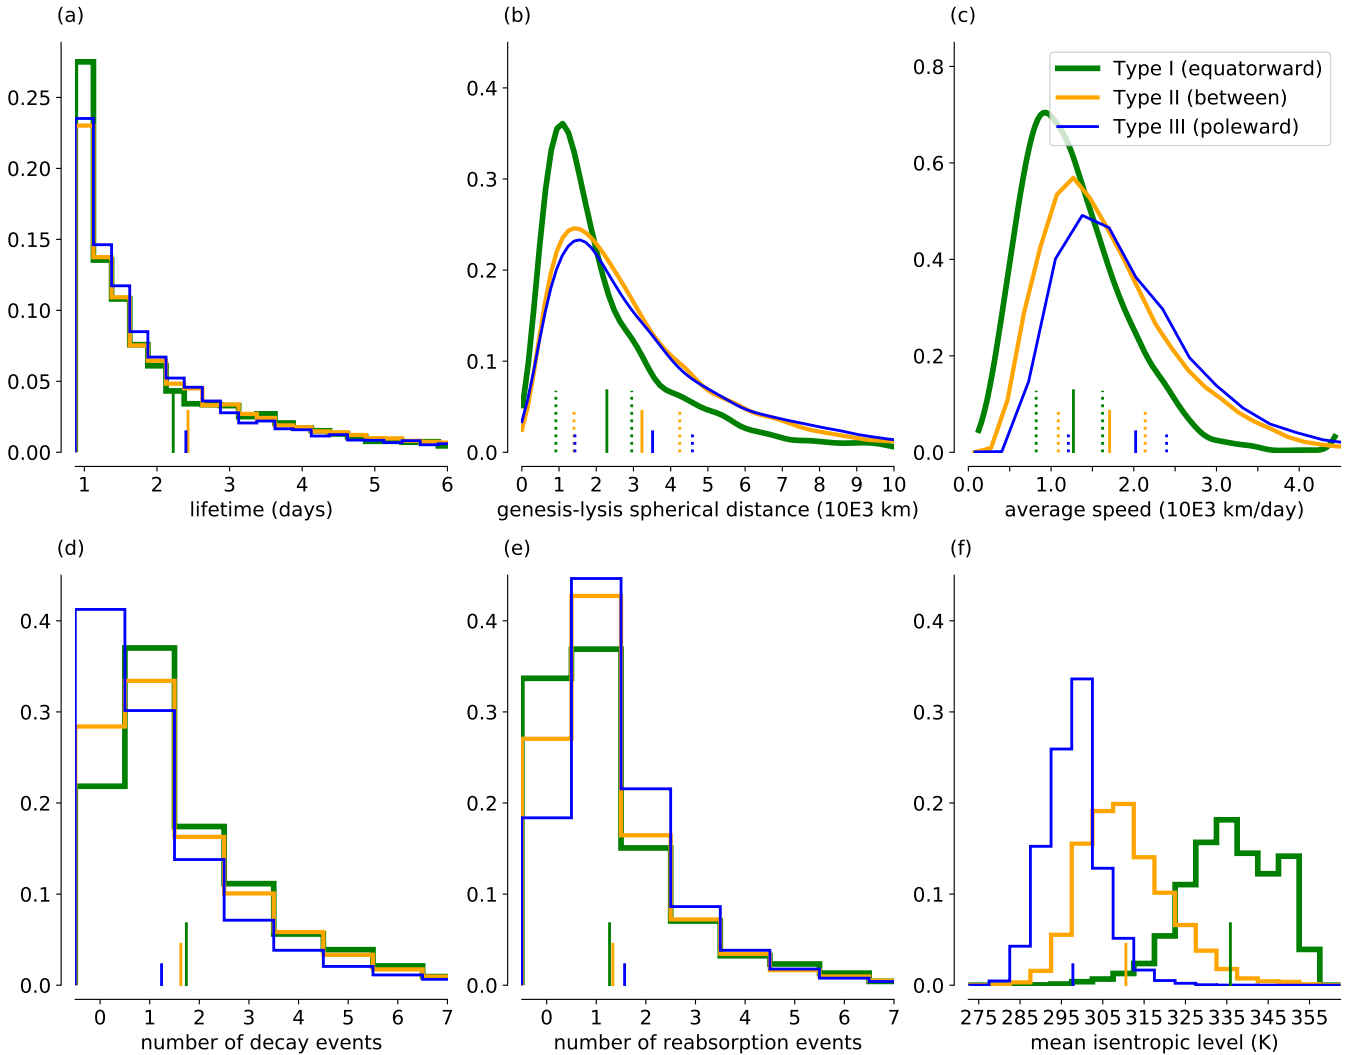 (a)
0.25
0.20
0.15
0.10
0.05
0.00
1 2 3 4 5 6
lifetime (days)
(b)
0.4
0.3
0.2
0.1
0.0
0 1 2 3 4 5 6 7 8 9 10
genesis-lysis spherical distance (10E3 km)
(c)
0.8
0.6
0.4
0.2
0.0
Type I (equatorward)
Type II (between)
Type III (poleward)
0.0 1.0 2.0 3.0 4.0
average speed (10E3 km/day)
(d)
0.4
0.3
0.2
0.1
0.0
0 1 2 3 4 5 6 7
number of decay events
(e)
0.4
0.3
0.2
0.1
0.0
0 1 2 3 4 5 6 7
number of reabsorption events
(f)
0.4
0.3
0.2
0.1
0.0
275 285 295 305 315 325 335 345 355
mean isentropic level (K)